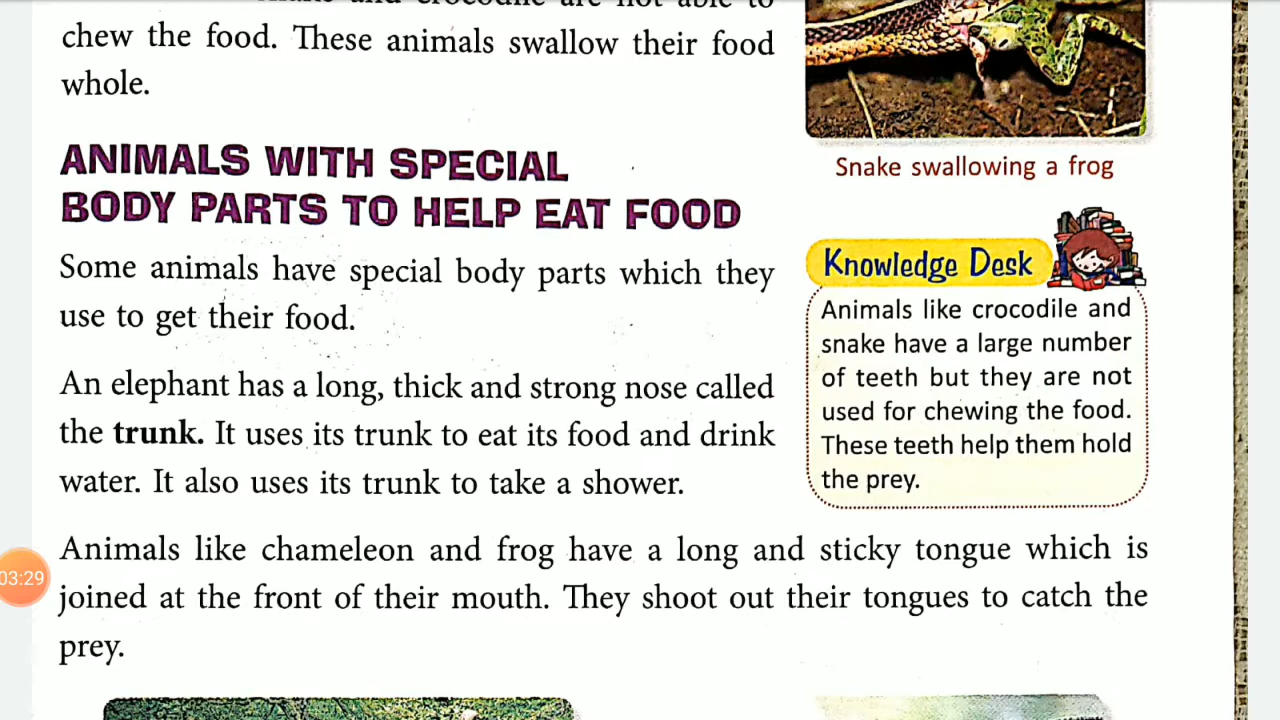 chew the food. These animals swallow their food
whole.
Snake swallowing a frog
ANIMALS WITH SPECIAL
BODY PARTS TO HELP EAT FOOD
Some animals have special body parts which they
use to get their food.
An elephant has a long, thick and strong nose called
the trunk. It uses its trunk to eat its food and drink
water. It also uses its trunk to take a shower.
Knowledge Desk
Animals like crocodile and
snake have a large number
of teeth but they are not
used for chewing the food.
These teeth help them hold
the prey.
Animals like chameleon and frog have a long and sticky tongue which is
joined at the front of their mouth. They shoot out their tongues to catch the
prey.
03:29